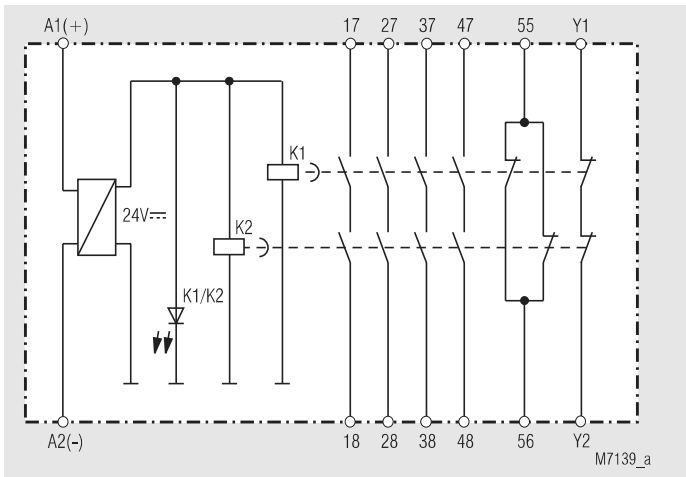 A1(+) 17 27 37 47 55 Y1
K1
24V⎓
K2
K1/K2
A2(-) 18 28 38 48 56 Y2
M7139_a